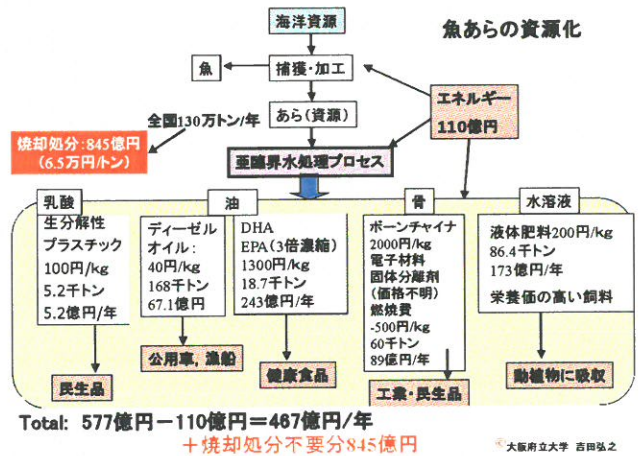 海洋資源
魚あらの資源化
魚
捕獲・加工
エネルギー
110億円
全国130万トン/年
あら(資源)
焼却処分：845億円
(6.5万円/トン)
亜臨界水処理プロセス
乳酸
油
骨
水溶液
生分解性
プラスチック
100円/kg
5.2千トン
5.2億円/年
ディーゼル
オイル：
40円/kg
168千トン
67.1億円
DHA
EPA(3倍濃縮)
1300円/kg
18.7千トン
243億円/年
ボーンチャイナ
2000円/kg
電子材料
固体分離剤
(価格不明)
燃焼費
-500円/kg
60千トン
89億円/年
液体肥料200円/kg
86.4千トン
173億円/年
栄養価の高い飼料
民生品
公用車，漁船
健康食品
工業・民生品
動植物に吸収
Total: 577億円－110億円＝467億円/年
＋焼却処分不要分845億円
大阪府立大学 吉田弘之